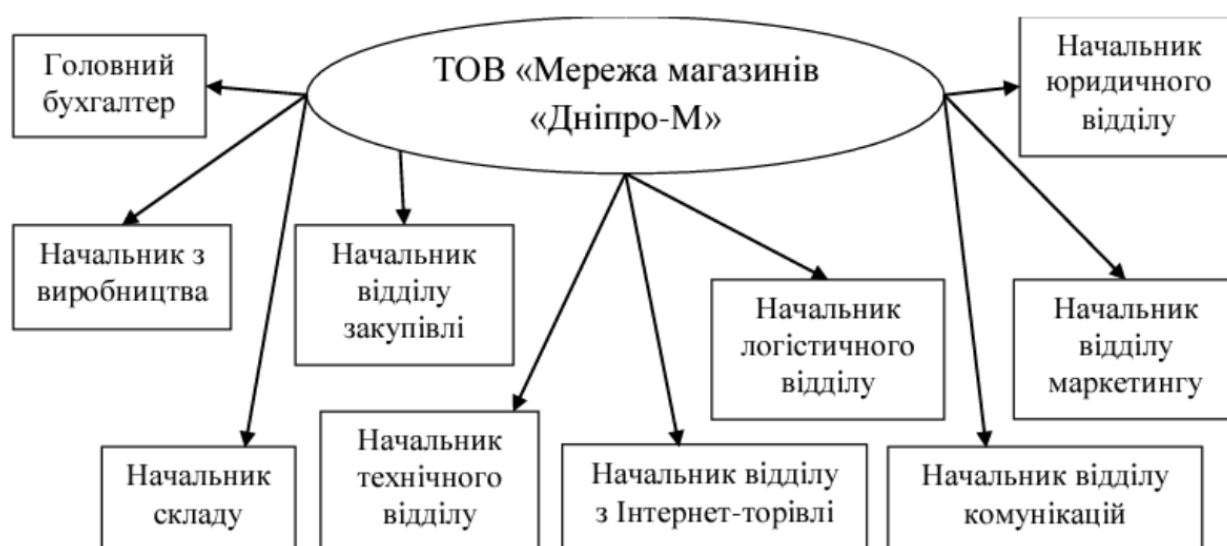 ТОВ «Мережа магазинів
«Дніпро-М»
Головний
бухгалтер
Начальник
юридичного
відділу
Начальник з
виробництва
Начальник
відділу
закупівлі
Начальник
логістичного
відділу
Начальник
відділу
маркетингу
Начальник
складу
Начальник
технічного
відділу
Начальник відділу
з Інтернет-торівлі
Начальник відділу
комунікацій